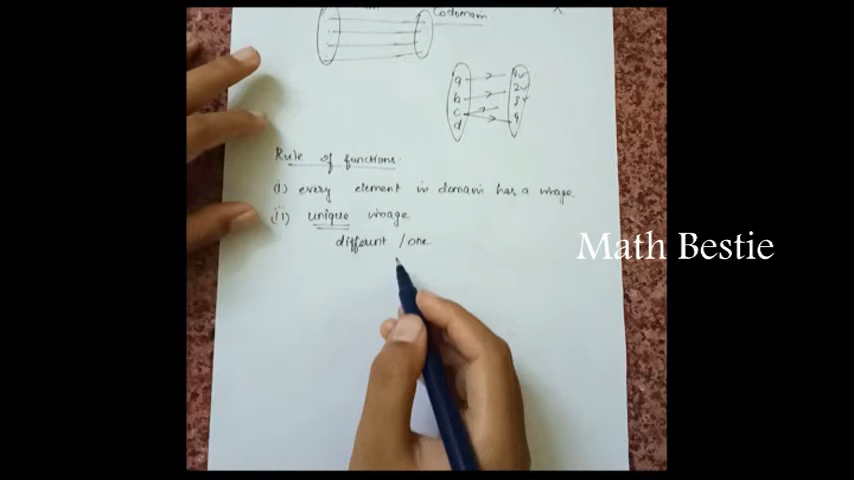 Codomain
a 1
b 2
c 3
d 4
Rule of functions.
(i) every element in domain has a image
(ii) unique image
different / one
Math Bestie